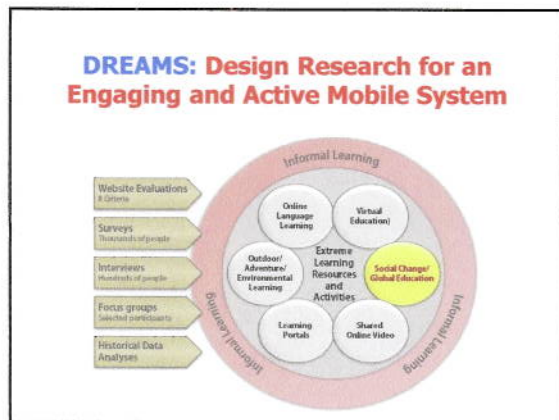 DREAMS: Design Research for an
Engaging and Active Mobile System
Website Evaluations
8 Criteria
Surveys
Thousands of people
Interviews
Hundreds of people
Focus groups
Selected participants
Historical Data
Analyses
Informal Learning
Informal Learning
Informal Learning
Online
Language
Learning
Virtual
Education)
Outdoor/
Adventure/
Environmental
Learning
Extreme
Learning
Resources
and
Activities
Social Change/
Global Education
Learning
Portals
Shared
Online Video